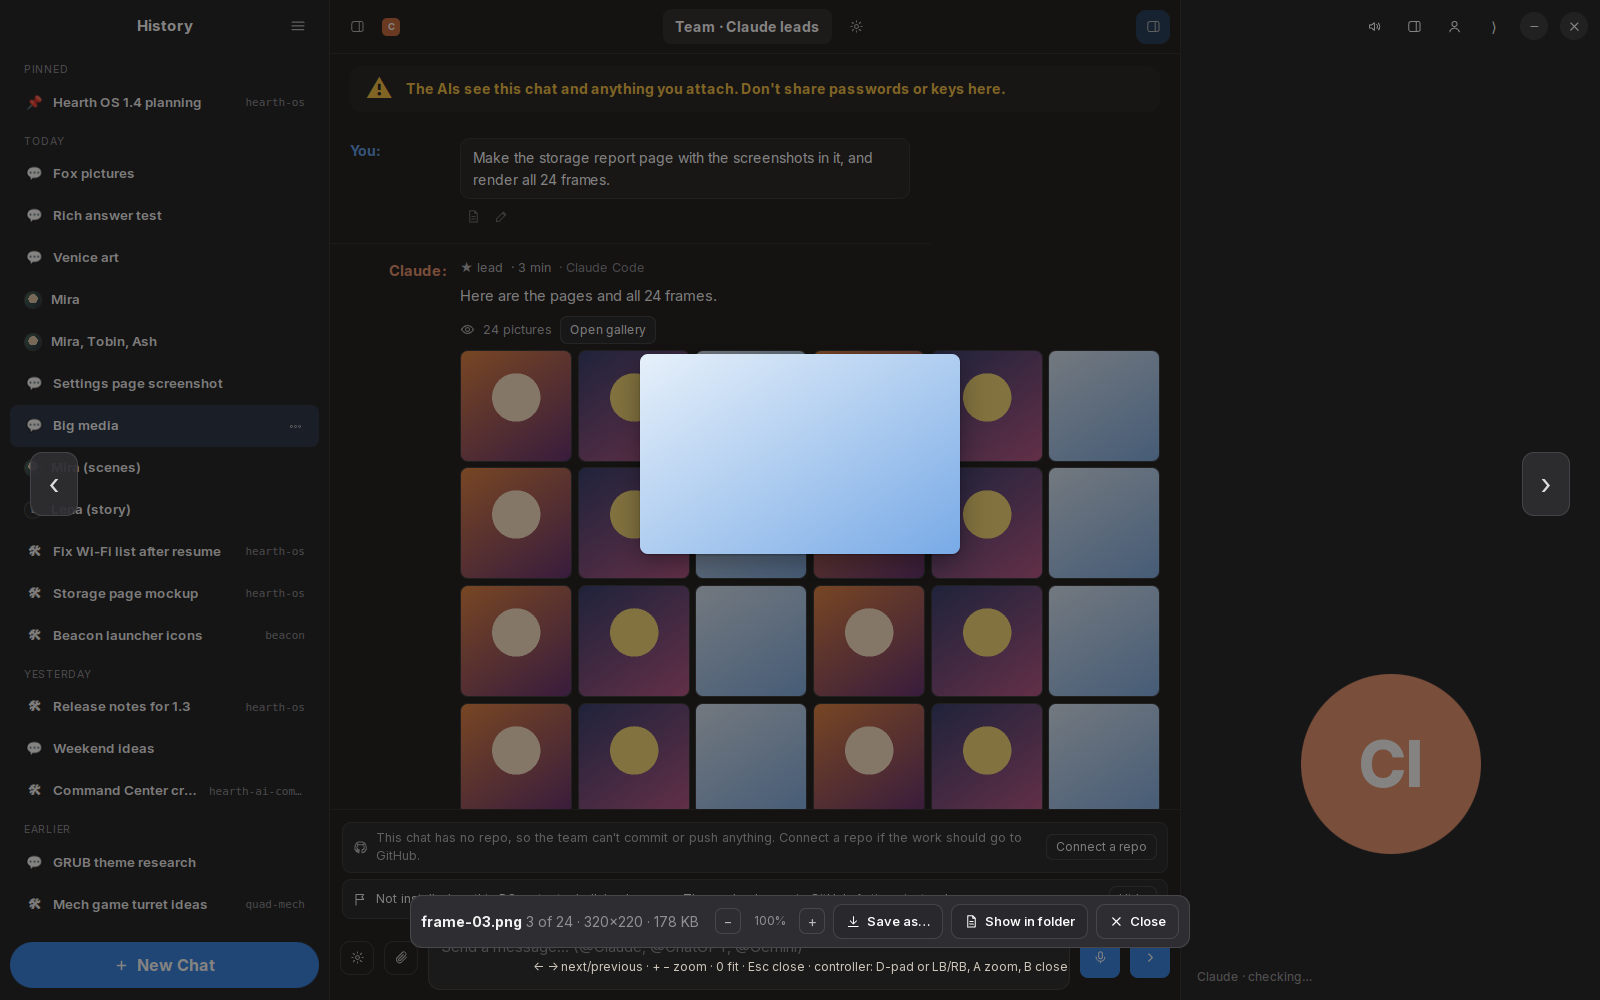 History
PINNED
Hearth OS 1.4 planning hearth-os
TODAY
Fox pictures
Rich answer test
Venice art
Mira
Mira, Tobin, Ash
Settings page screenshot
Big media
(scenes)
(story)
Fix Wi-Fi list after resume hearth-os
Storage page mockup hearth-os
Beacon launcher icons beacon
YESTERDAY
Release notes for 1.3 hearth-os
Weekend ideas
Command Center cr... hearth-ai-com...
EARLIER
GRUB theme research
Mech game turret ideas quad-mech
+ New Chat
C
Team · Claude leads
The AIs see this chat and anything you attach. Don't share passwords or keys here.
You:
Make the storage report page with the screenshots in it, and
render all 24 frames.
Claude:
★ lead · 3 min · Claude Code
Here are the pages and all 24 frames.
24 pictures Open gallery
This chat has no repo, so the team can't commit or push anything. Connect a repo if the work should go to
GitHub.
Connect a repo
Not
frame-03.png 3 of 24 · 320×220 · 178 KB − 100% + Save as... Show in folder Close
Send a message... (@Claude, @ChatGPT, @Gemini)
← → next/previous · + − zoom · 0 fit · Esc close · controller: D-pad or LB/RB, A zoom, B close
Cl
Claude · checking...